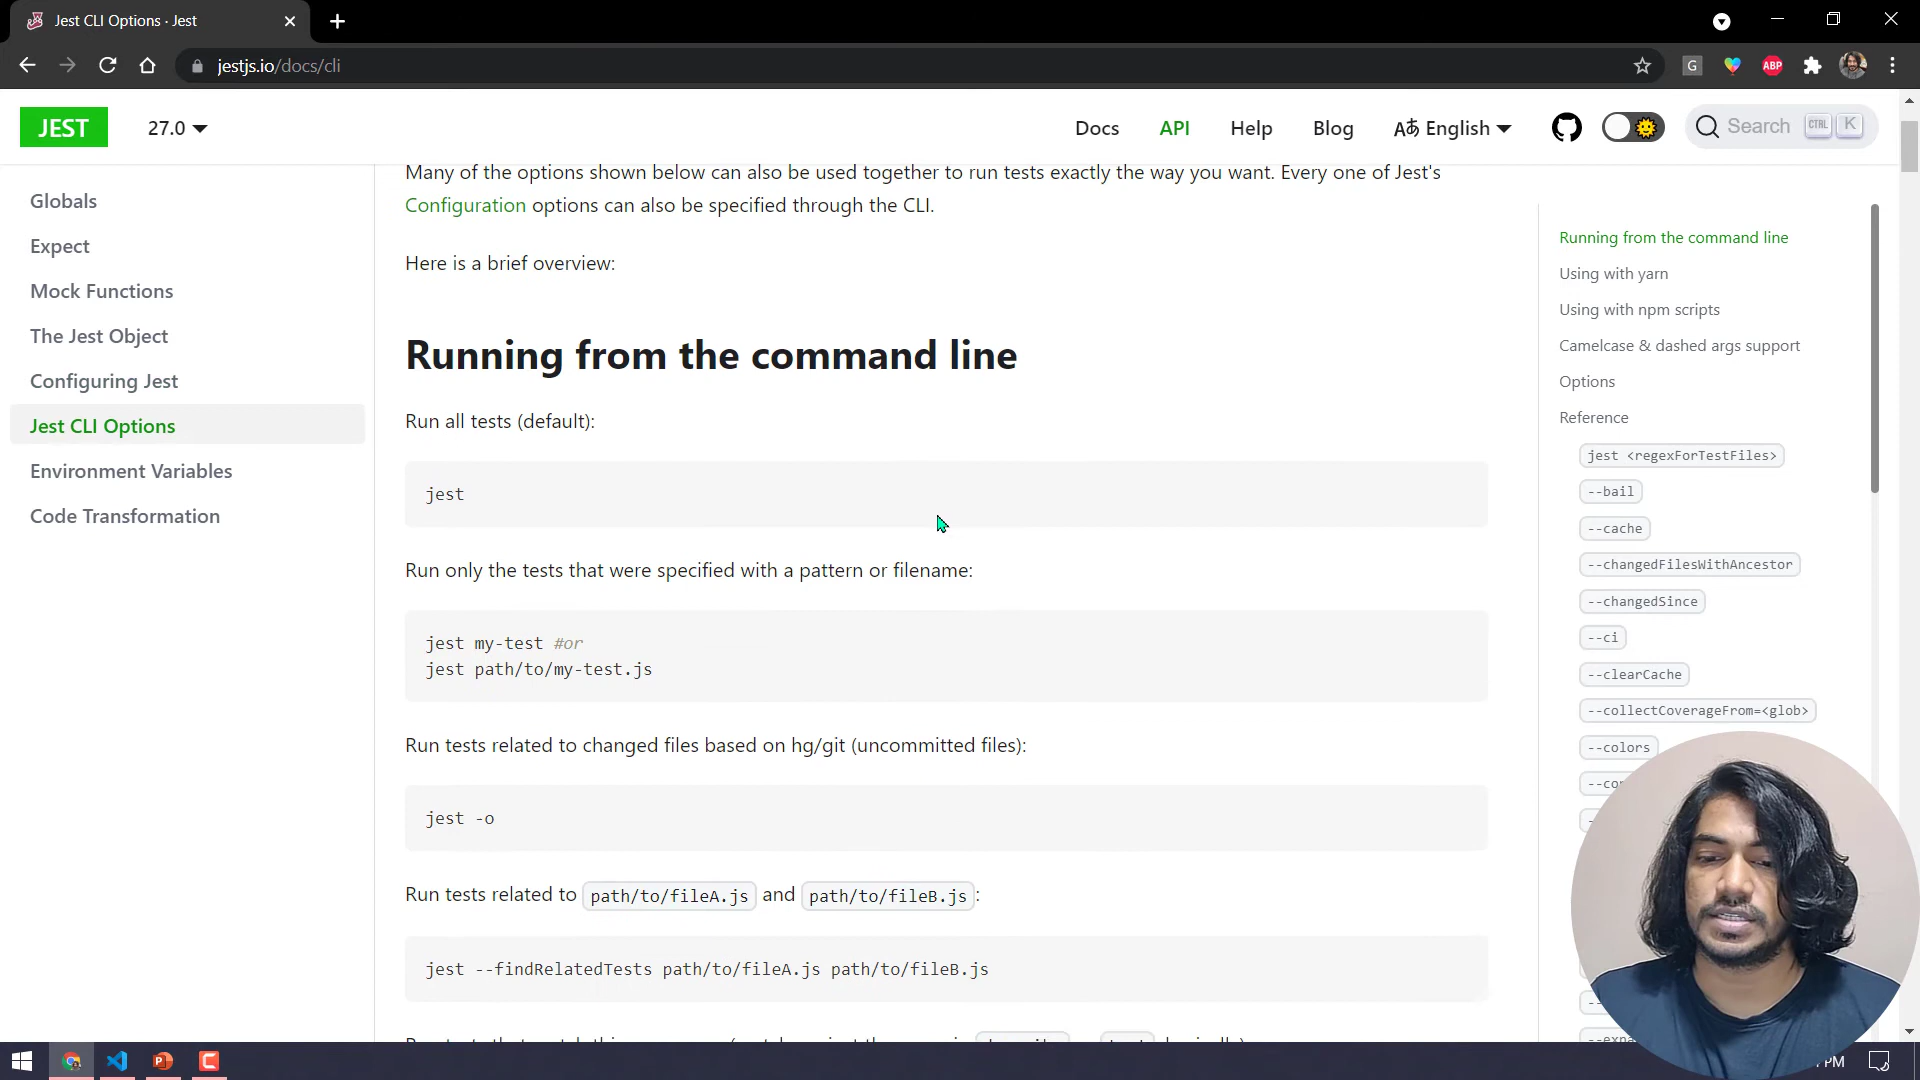 Jest CLI Options · Jest
jestjs.io/docs/cli
G
ABP
JEST
27.0
Docs
API
Help
Blog
English
Search
CTRL
K
Many of the options shown below can also be used together to run tests exactly the way you want. Every one of Jest's
Configuration options can also be specified through the CLI.
Here is a brief overview:
Running from the command line
Run all tests (default):
jest
Run only the tests that were specified with a pattern or filename:
jest my-test #or
jest path/to/my-test.js
Run tests related to changed files based on hg/git (uncommitted files):
jest -o
Run tests related to path/to/fileA.js and path/to/fileB.js:
jest --findRelatedTests path/to/fileA.js path/to/fileB.js
Globals
Expect
Mock Functions
The Jest Object
Configuring Jest
Jest CLI Options
Environment Variables
Code Transformation
Running from the command line
Using with yarn
Using with npm scripts
Camelcase & dashed args support
Options
Reference
jest <regexForTestFiles>
--bail
--cache
--changedFilesWithAncestor
--changedSince
--ci
--clearCache
--collectCoverageFrom=<glob>
--colors
PM